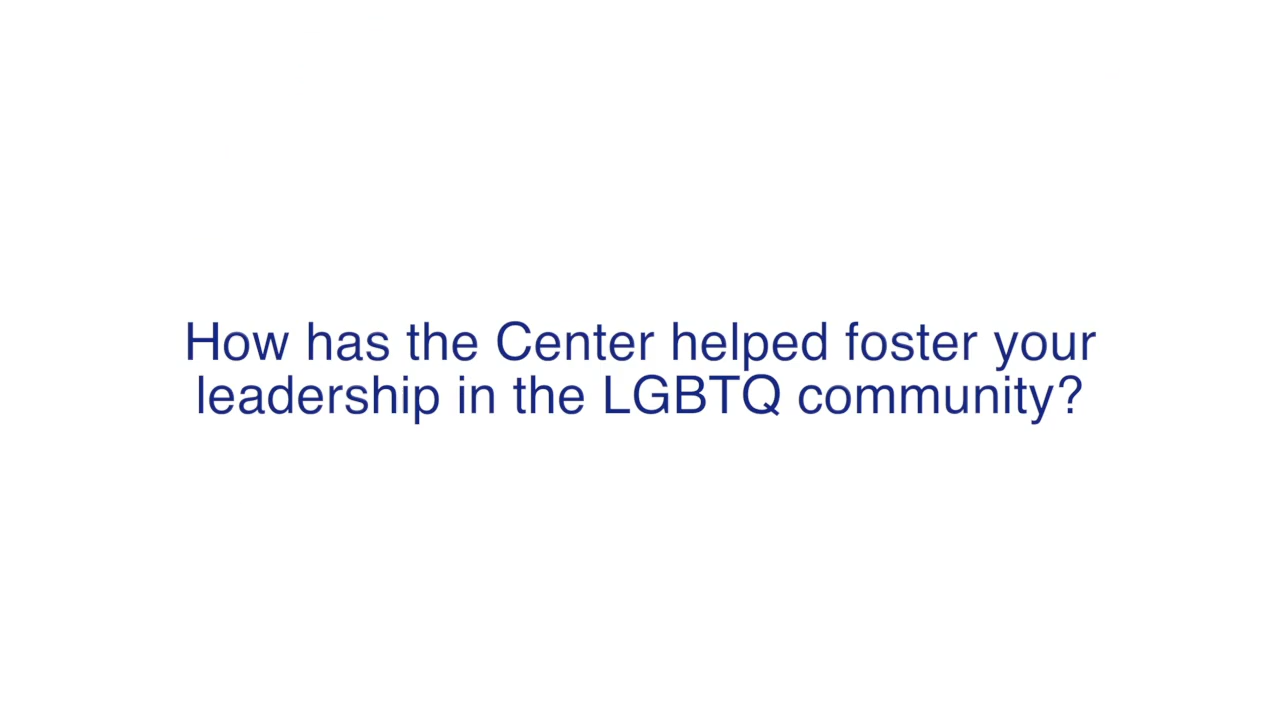 How has the Center helped foster your
leadership in the LGBTQ community?